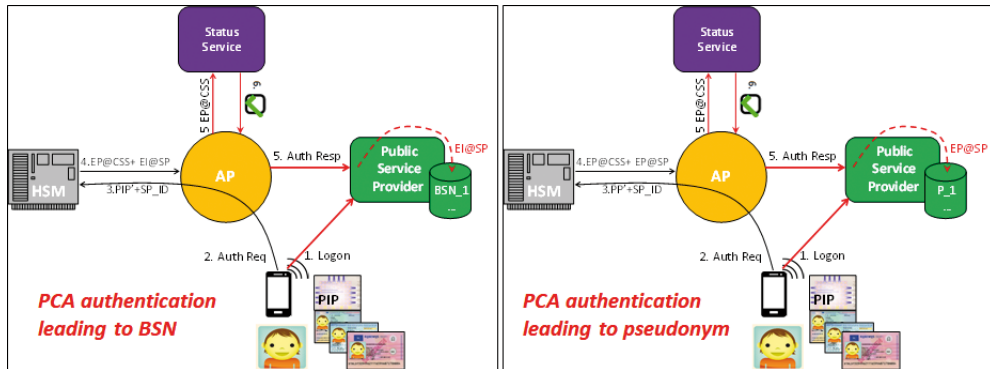 Status
Service
5 EP@CSS
6.
4.EP@CSS+ EI@SP
HSM
3.PIP'+SP_ID
AP
5. Auth Resp
Public
Service
Provider
EI@SP
BSN_1
...
2. Auth Req
1. Logon
PIP
PCA authentication
leading to BSN
Status
Service
5 EP@CSS
6.
4.EP@CSS+ EP@SP
HSM
3.PP'+SP_ID
AP
5. Auth Resp
Public
Service
Provider
EP@SP
P_1
...
2. Auth Req
1. Logon
PIP
PCA authentication
leading to pseudonym